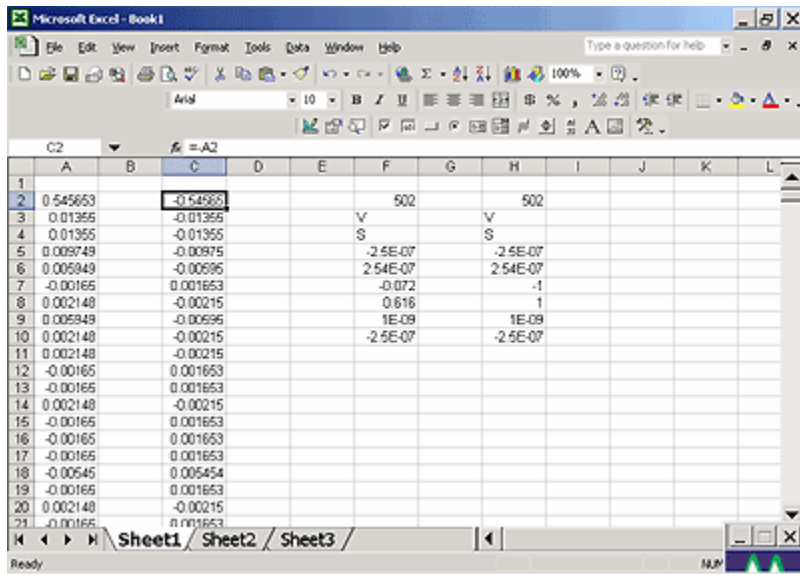 Microsoft Excel - Book1
File Edit View Insert Format Tools Data Window Help Type a question for help
100%
Arial 10 B I U $ % ,
C2 fx =-A2
A B C D E F G H I J K L
1
2 0.545653 -0.54565 502 502
3 0.01355 -0.01355 V V
4 0.01355 -0.01355 S S
5 0.009749 -0.00975 -2.5E-07 -2.5E-07
6 0.005949 -0.00595 2.54E-07 2.54E-07
7 -0.00165 0.001653 -0.072 -1
8 0.002148 -0.00215 0.616 1
9 0.005949 -0.00595 1E-09 1E-09
10 0.002148 -0.00215 -2.5E-07 -2.5E-07
11 0.002148 -0.00215
12 -0.00165 0.001653
13 -0.00165 0.001653
14 0.002148 -0.00215
15 -0.00165 0.001653
16 -0.00165 0.001653
17 -0.00165 0.001653
18 -0.00545 0.005454
19 -0.00165 0.001653
20 0.002148 -0.00215
21 -0.00165 0.001653
Sheet1 Sheet2 Sheet3
Ready NUM